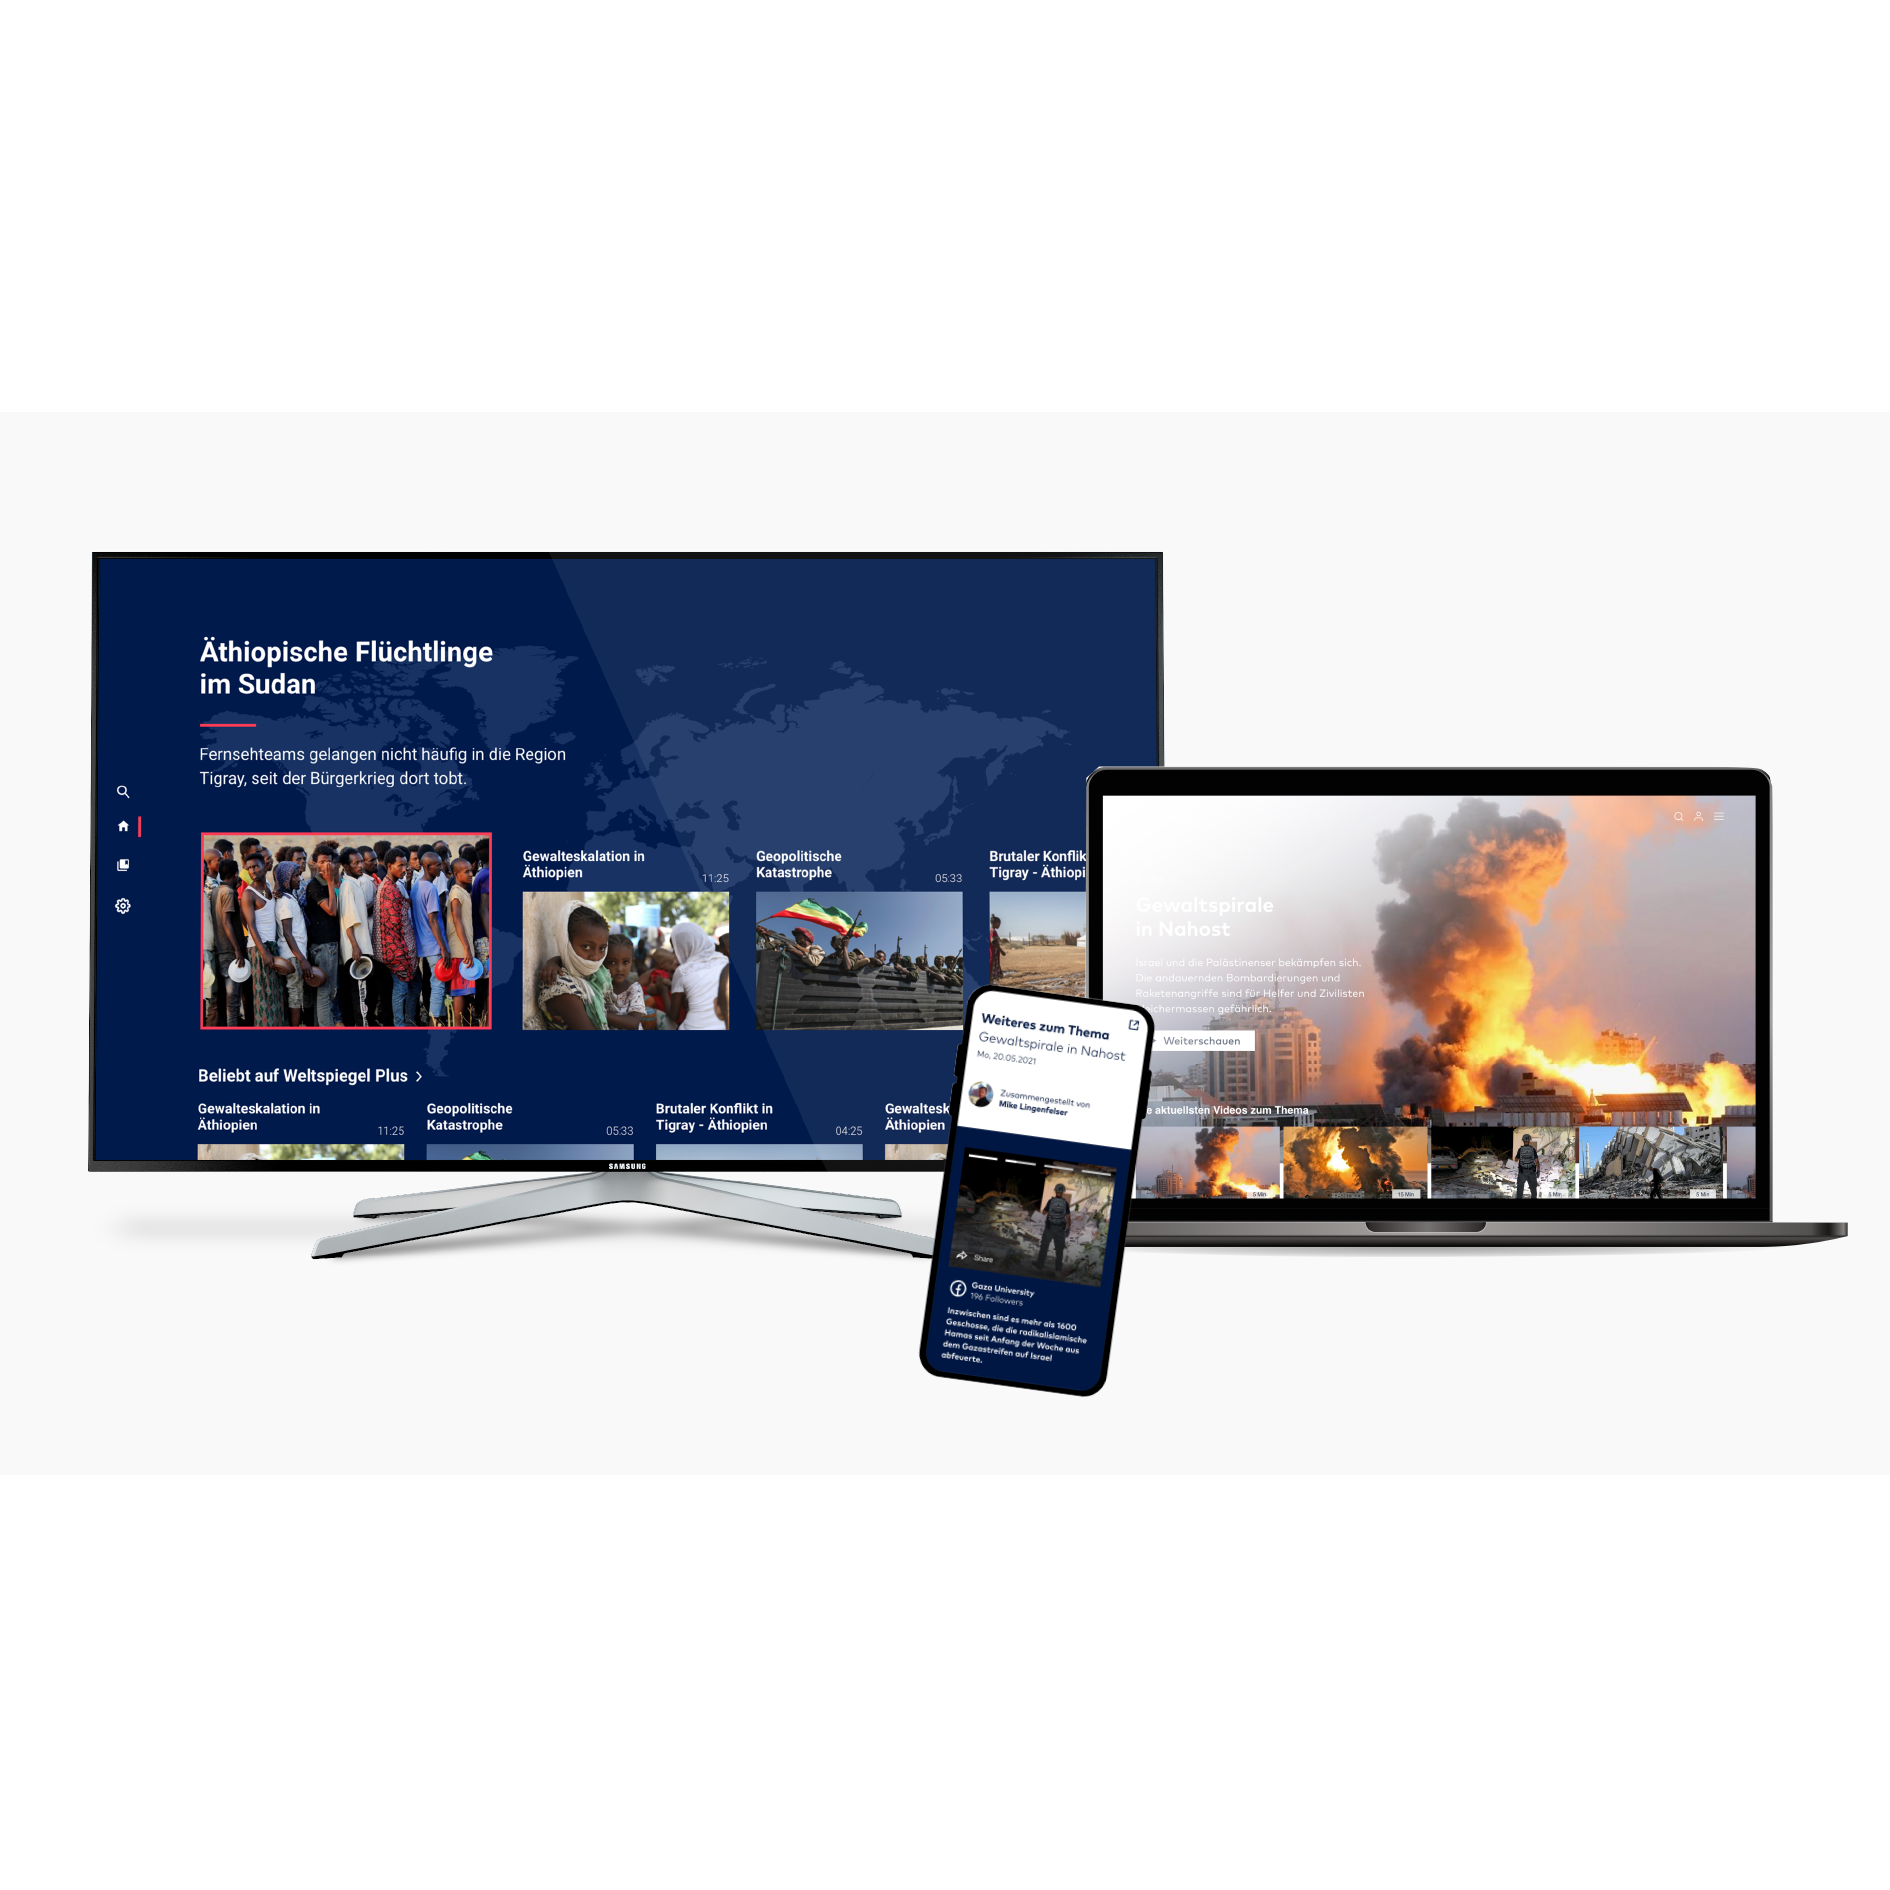 Äthiopische Flüchtlinge
im Sudan
Fernsehteams gelangen nicht häufig in die Region
Tigray, seit der Bürgerkrieg dort tobt.
Gewalteskalation in
Äthiopien
11:25
Geopolitische
Katastrophe
05:33
Brutaler Konflik
Tigray - Äthiopi
Beliebt auf Weltspiegel Plus
Gewalteskalation in
Äthiopien
11:25
Geopolitische
Katastrophe
05:33
Brutaler Konflikt in
Tigray - Äthiopien
04:25
Gewaltesk
Äthiopien
SAMSUNG
Weiteres zum Thema
Gewaltspirale in Nahost
Mo, 20.05.2021
Zusammengestellt von
Mike Lingenfelser
Share
Gaza University
196 Followers
Inzwischen sind es mehr als 1600
Geschosse, die die radikalislamische
Hamas seit Anfang der Woche aus
dem Gazastreifen auf Israel
abfeuerte.
Gewaltspirale
in Nahost
Israel und die Palästinenser bekämpfen sich.
Die andauernden Bombardierungen und
Raketenangriffe sind für Helfer und Zivilisten
eichermassen gefährlich.
Weiterschauen
e aktuellsten Videos zum Thema
5 Min
15 Min
5 Min
5 Min